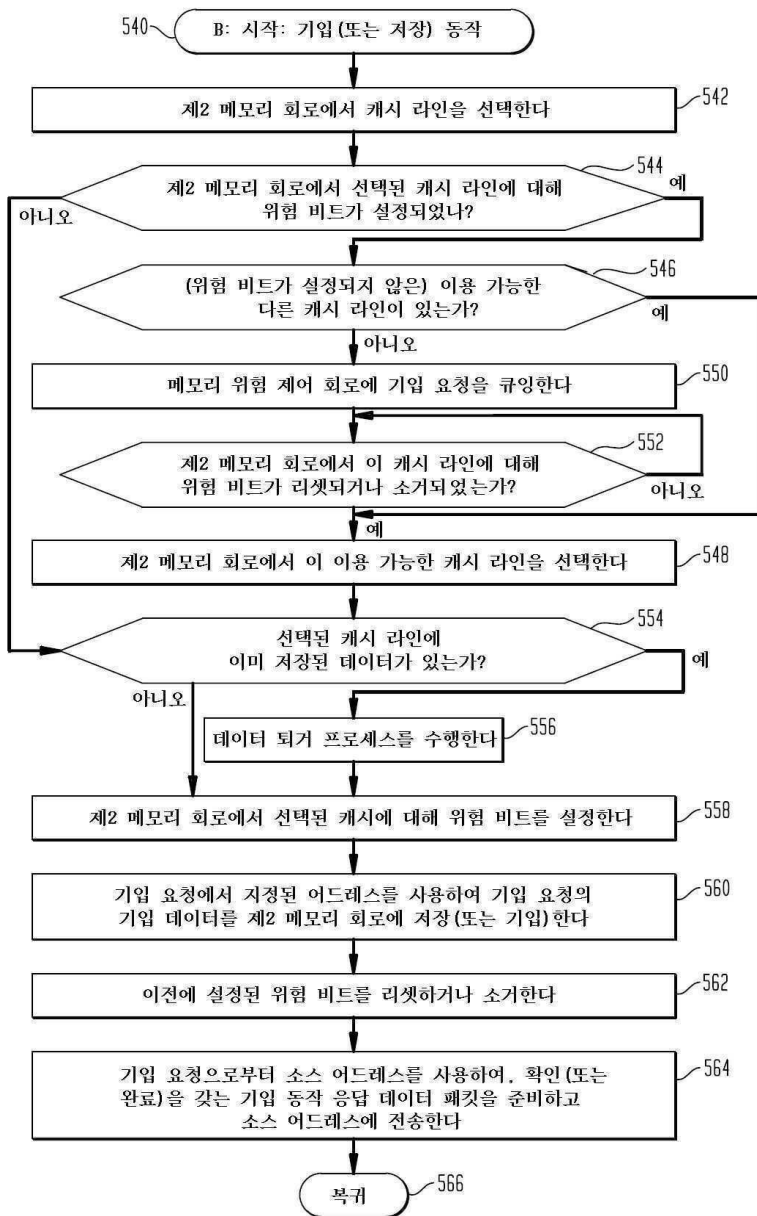 540
B: 시작: 기입(또는 저장) 동작
제2 메모리 회로에서 캐시 라인을 선택한다
542
544
제2 메모리 회로에서 선택된 캐시 라인에 대해
위험 비트가 설정되었나?
예
아니오
546
(위험 비트가 설정되지 않은) 이용 가능한
다른 캐시 라인이 있는가?
예
아니오
메모리 위험 제어 회로에 기입 요청을 큐잉한다
550
552
제2 메모리 회로에서 이 캐시 라인에 대해
위험 비트가 리셋되거나 소거되었는가?
아니오
예
제2 메모리 회로에서 이 이용 가능한 캐시 라인을 선택한다
548
554
선택된 캐시 라인에
이미 저장된 데이터가 있는가?
예
아니오
데이터 퇴거 프로세스를 수행한다
556
제2 메모리 회로에서 선택된 캐시에 대해 위험 비트를 설정한다
558
기입 요청에서 지정된 어드레스를 사용하여 기입 요청의
기입 데이터를 제2 메모리 회로에 저장(또는 기입)한다
560
이전에 설정된 위험 비트를 리셋하거나 소거한다
562
기입 요청으로부터 소스 어드레스를 사용하여, 확인(또는
완료)을 갖는 기입 동작 응답 데이터 패킷을 준비하고
소스 어드레스에 전송한다
564
복귀
566